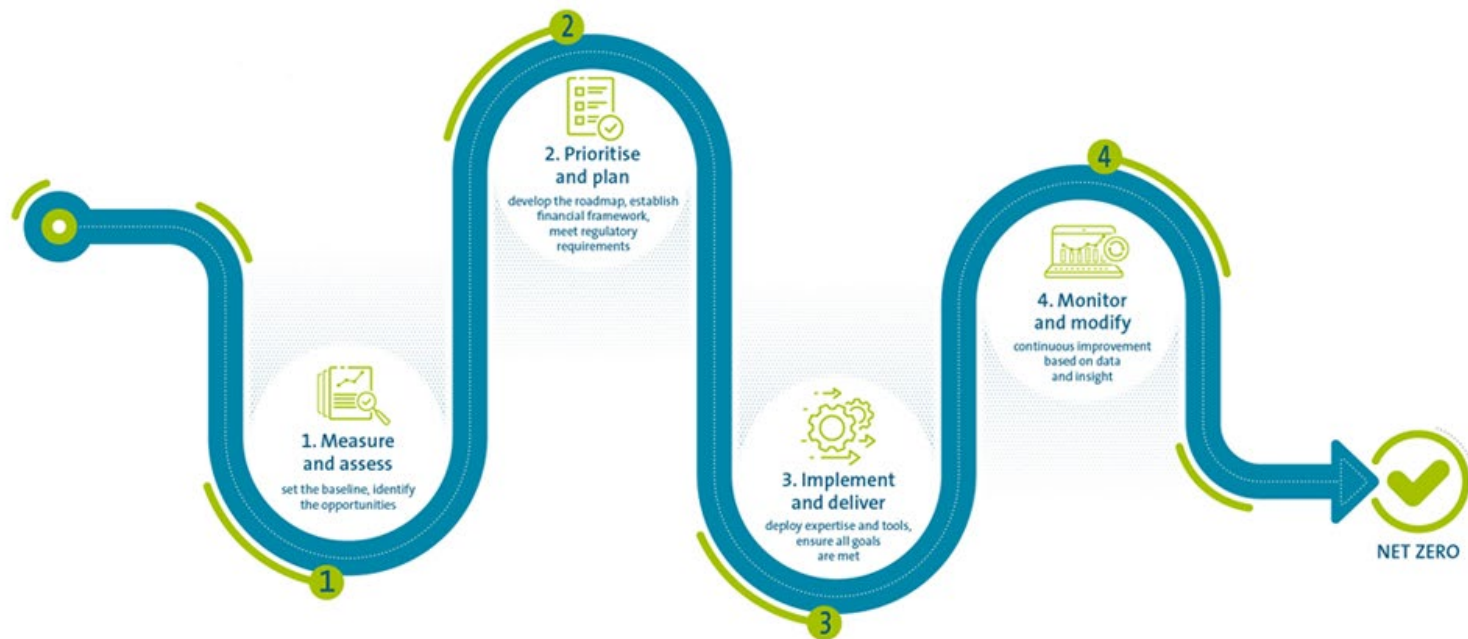 1
1. Measure
and assess
set the baseline, identify
the opportunities
2
2. Prioritise
and plan
develop the roadmap, establish
financial framework,
meet regulatory
requirements
3. Implement
and deliver
deploy expertise and tools,
ensure all goals
are met
3
4
4. Monitor
and modify
continuous improvement
based on data
and insight
NET ZERO